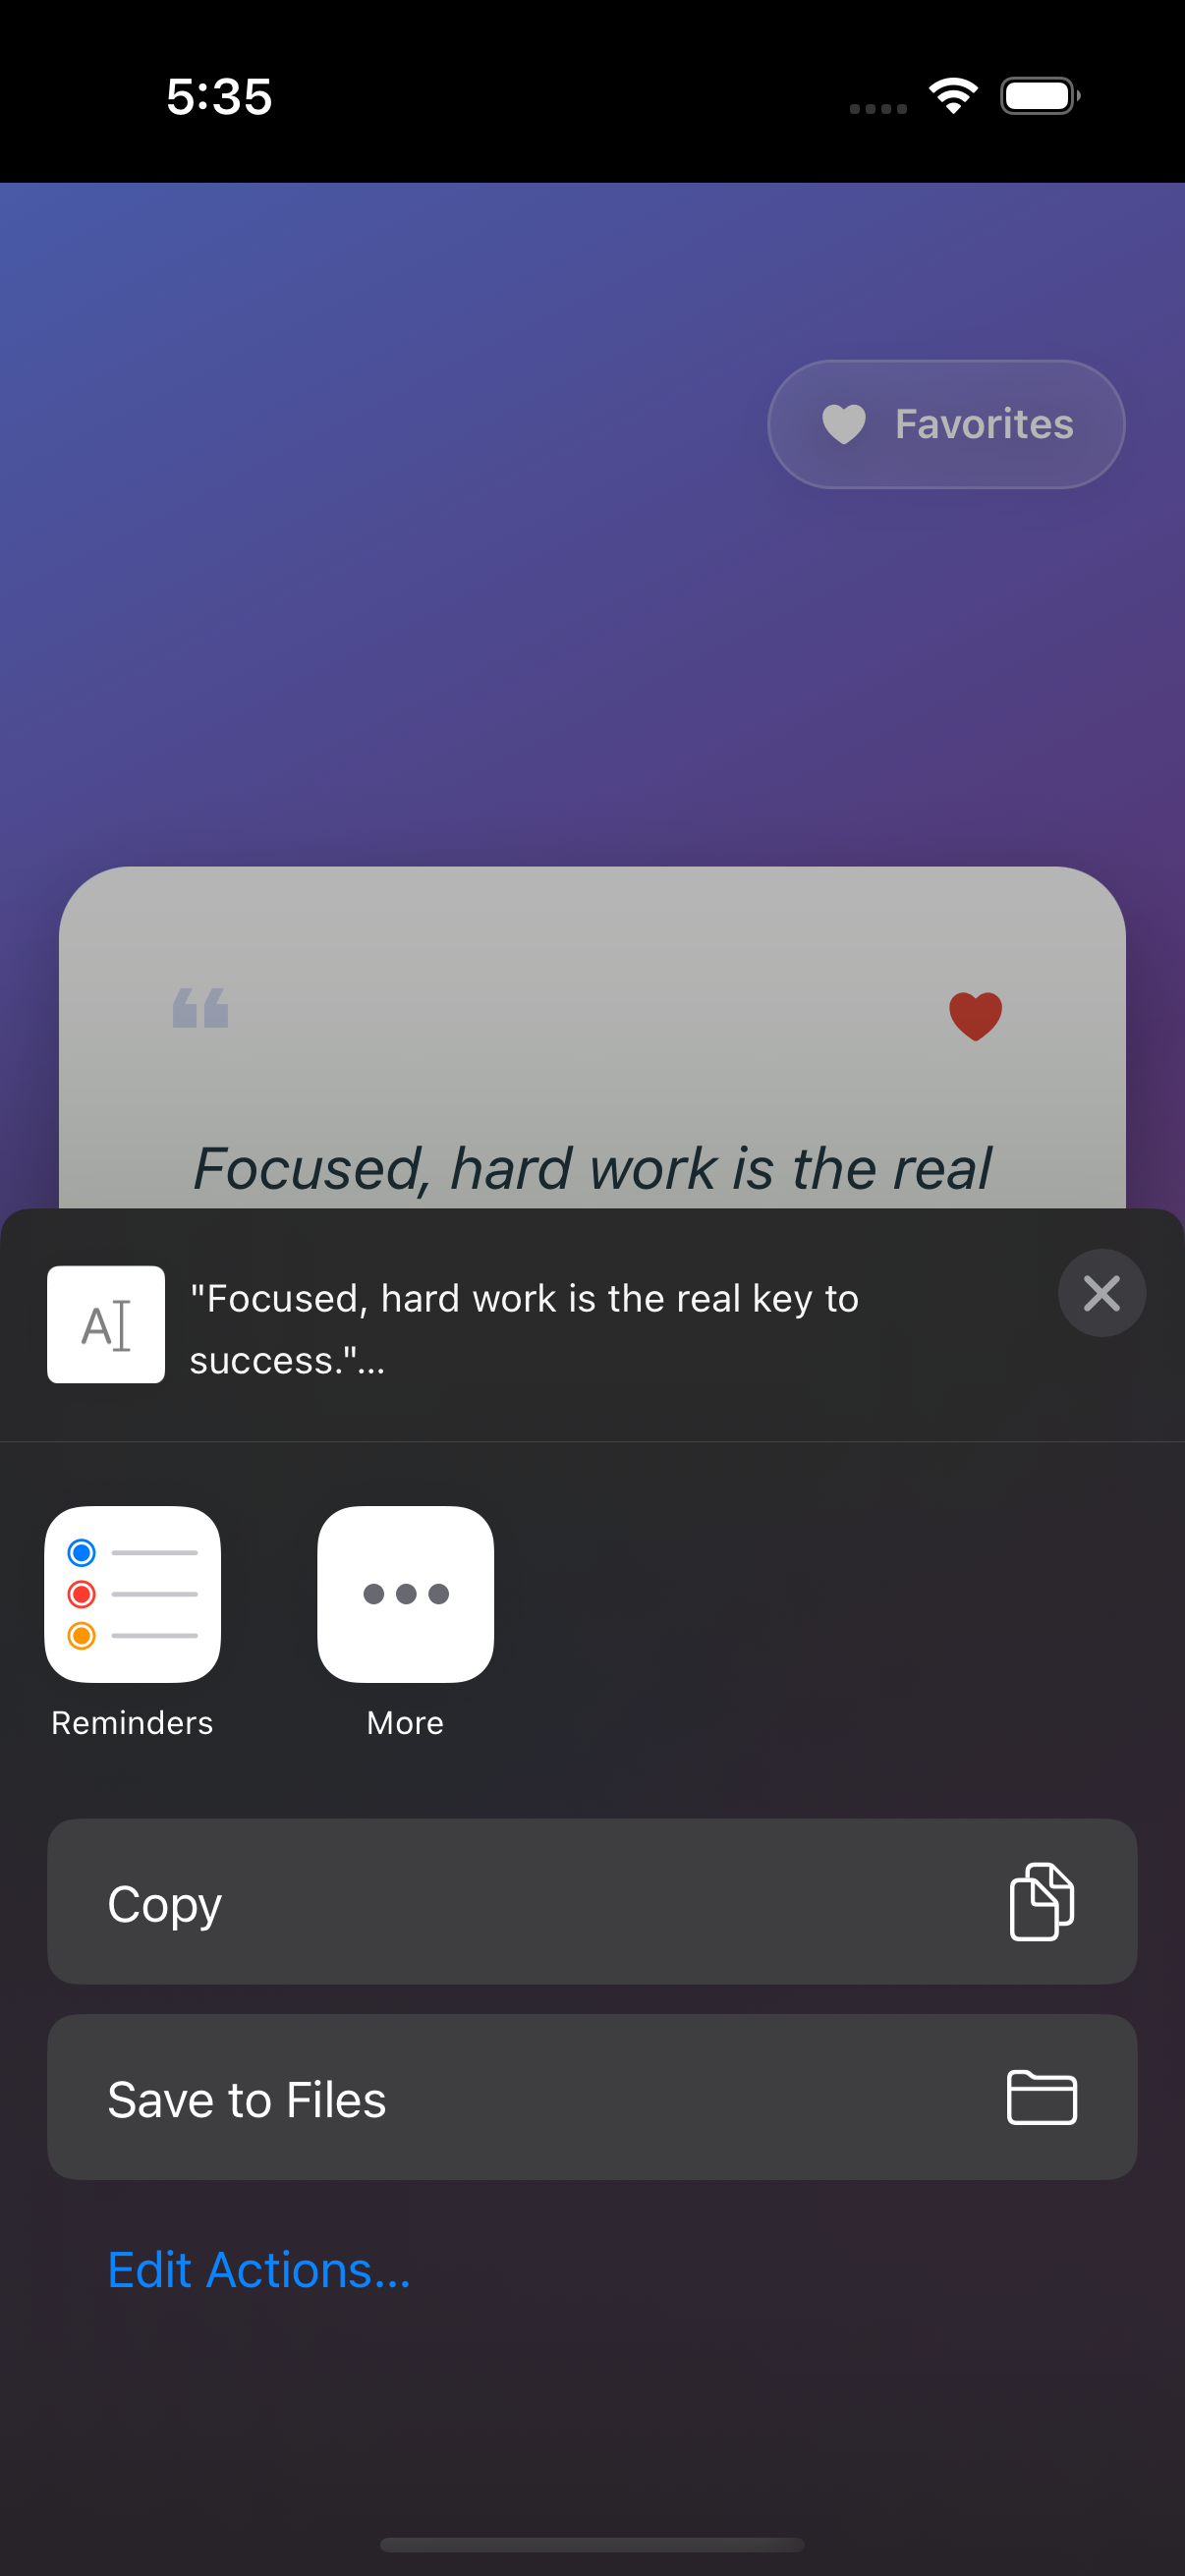 5:35
Favorites
Focused, hard work is the real
"Focused, hard work is the real key to
success."...
Reminders
More
Copy
Save to Files
Edit Actions...